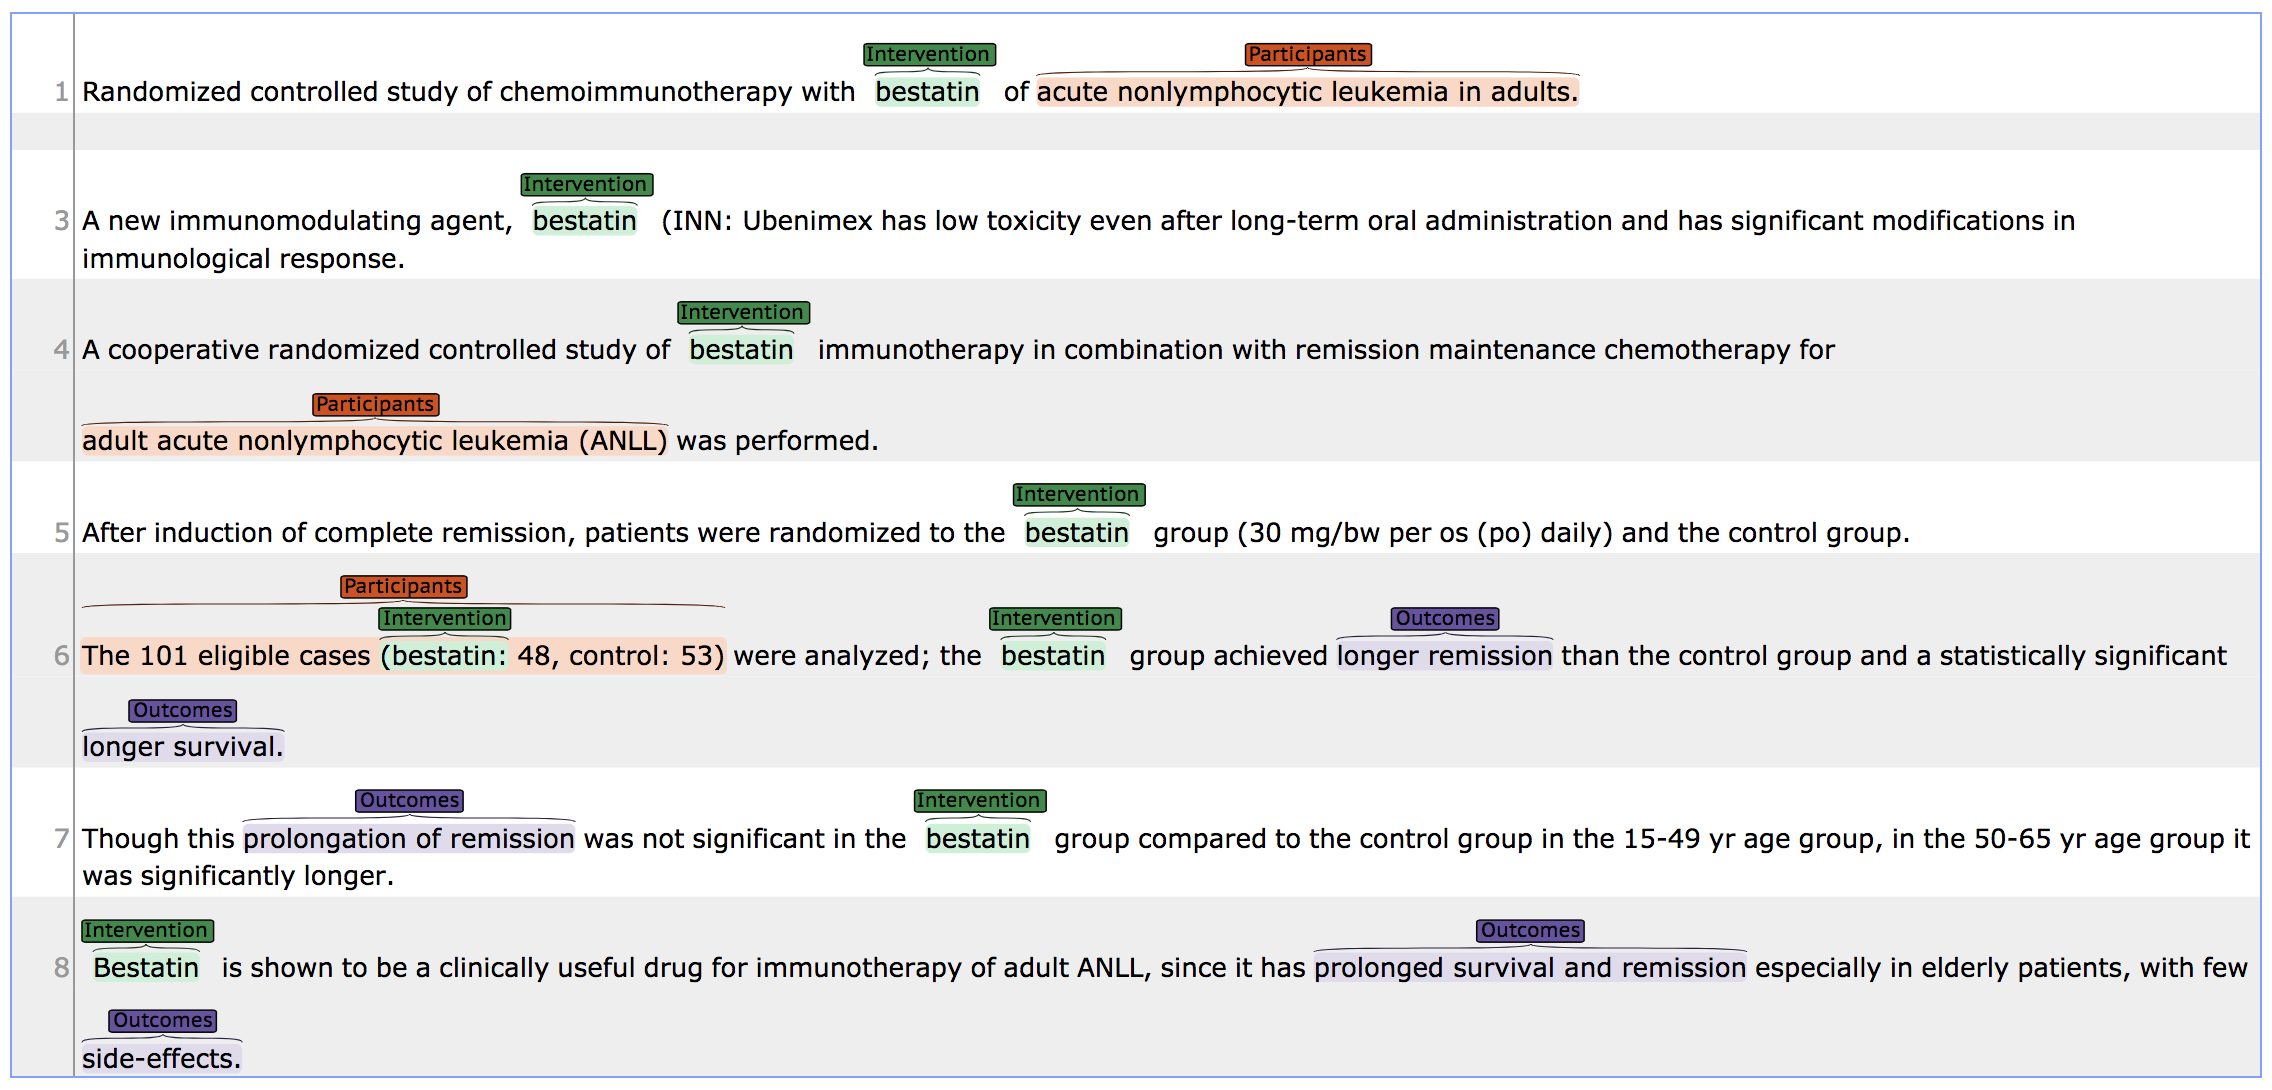 Intervention Participants
1 Randomized controlled study of chemoimmunotherapy with bestatin of acute nonlymphocytic leukemia in adults.
Intervention
3 A new immunomodulating agent, bestatin (INN: Ubenimex has low toxicity even after long-term oral administration and has significant modifications in
immunological response.
Intervention
4 A cooperative randomized controlled study of bestatin immunotherapy in combination with remission maintenance chemotherapy for
Participants
adult acute nonlymphocytic leukemia (ANLL) was performed.
Intervention
5 After induction of complete remission, patients were randomized to the bestatin group (30 mg/bw per os (po) daily) and the control group.
Participants
Intervention Intervention Outcomes
6 The 101 eligible cases (bestatin: 48, control: 53) were analyzed; the bestatin group achieved longer remission than the control group and a statistically significant
Outcomes
longer survival.
Outcomes Intervention
7 Though this prolongation of remission was not significant in the bestatin group compared to the control group in the 15-49 yr age group, in the 50-65 yr age group it
was significantly longer.
Intervention Outcomes
8 Bestatin is shown to be a clinically useful drug for immunotherapy of adult ANLL, since it has prolonged survival and remission especially in elderly patients, with few
Outcomes
side-effects.